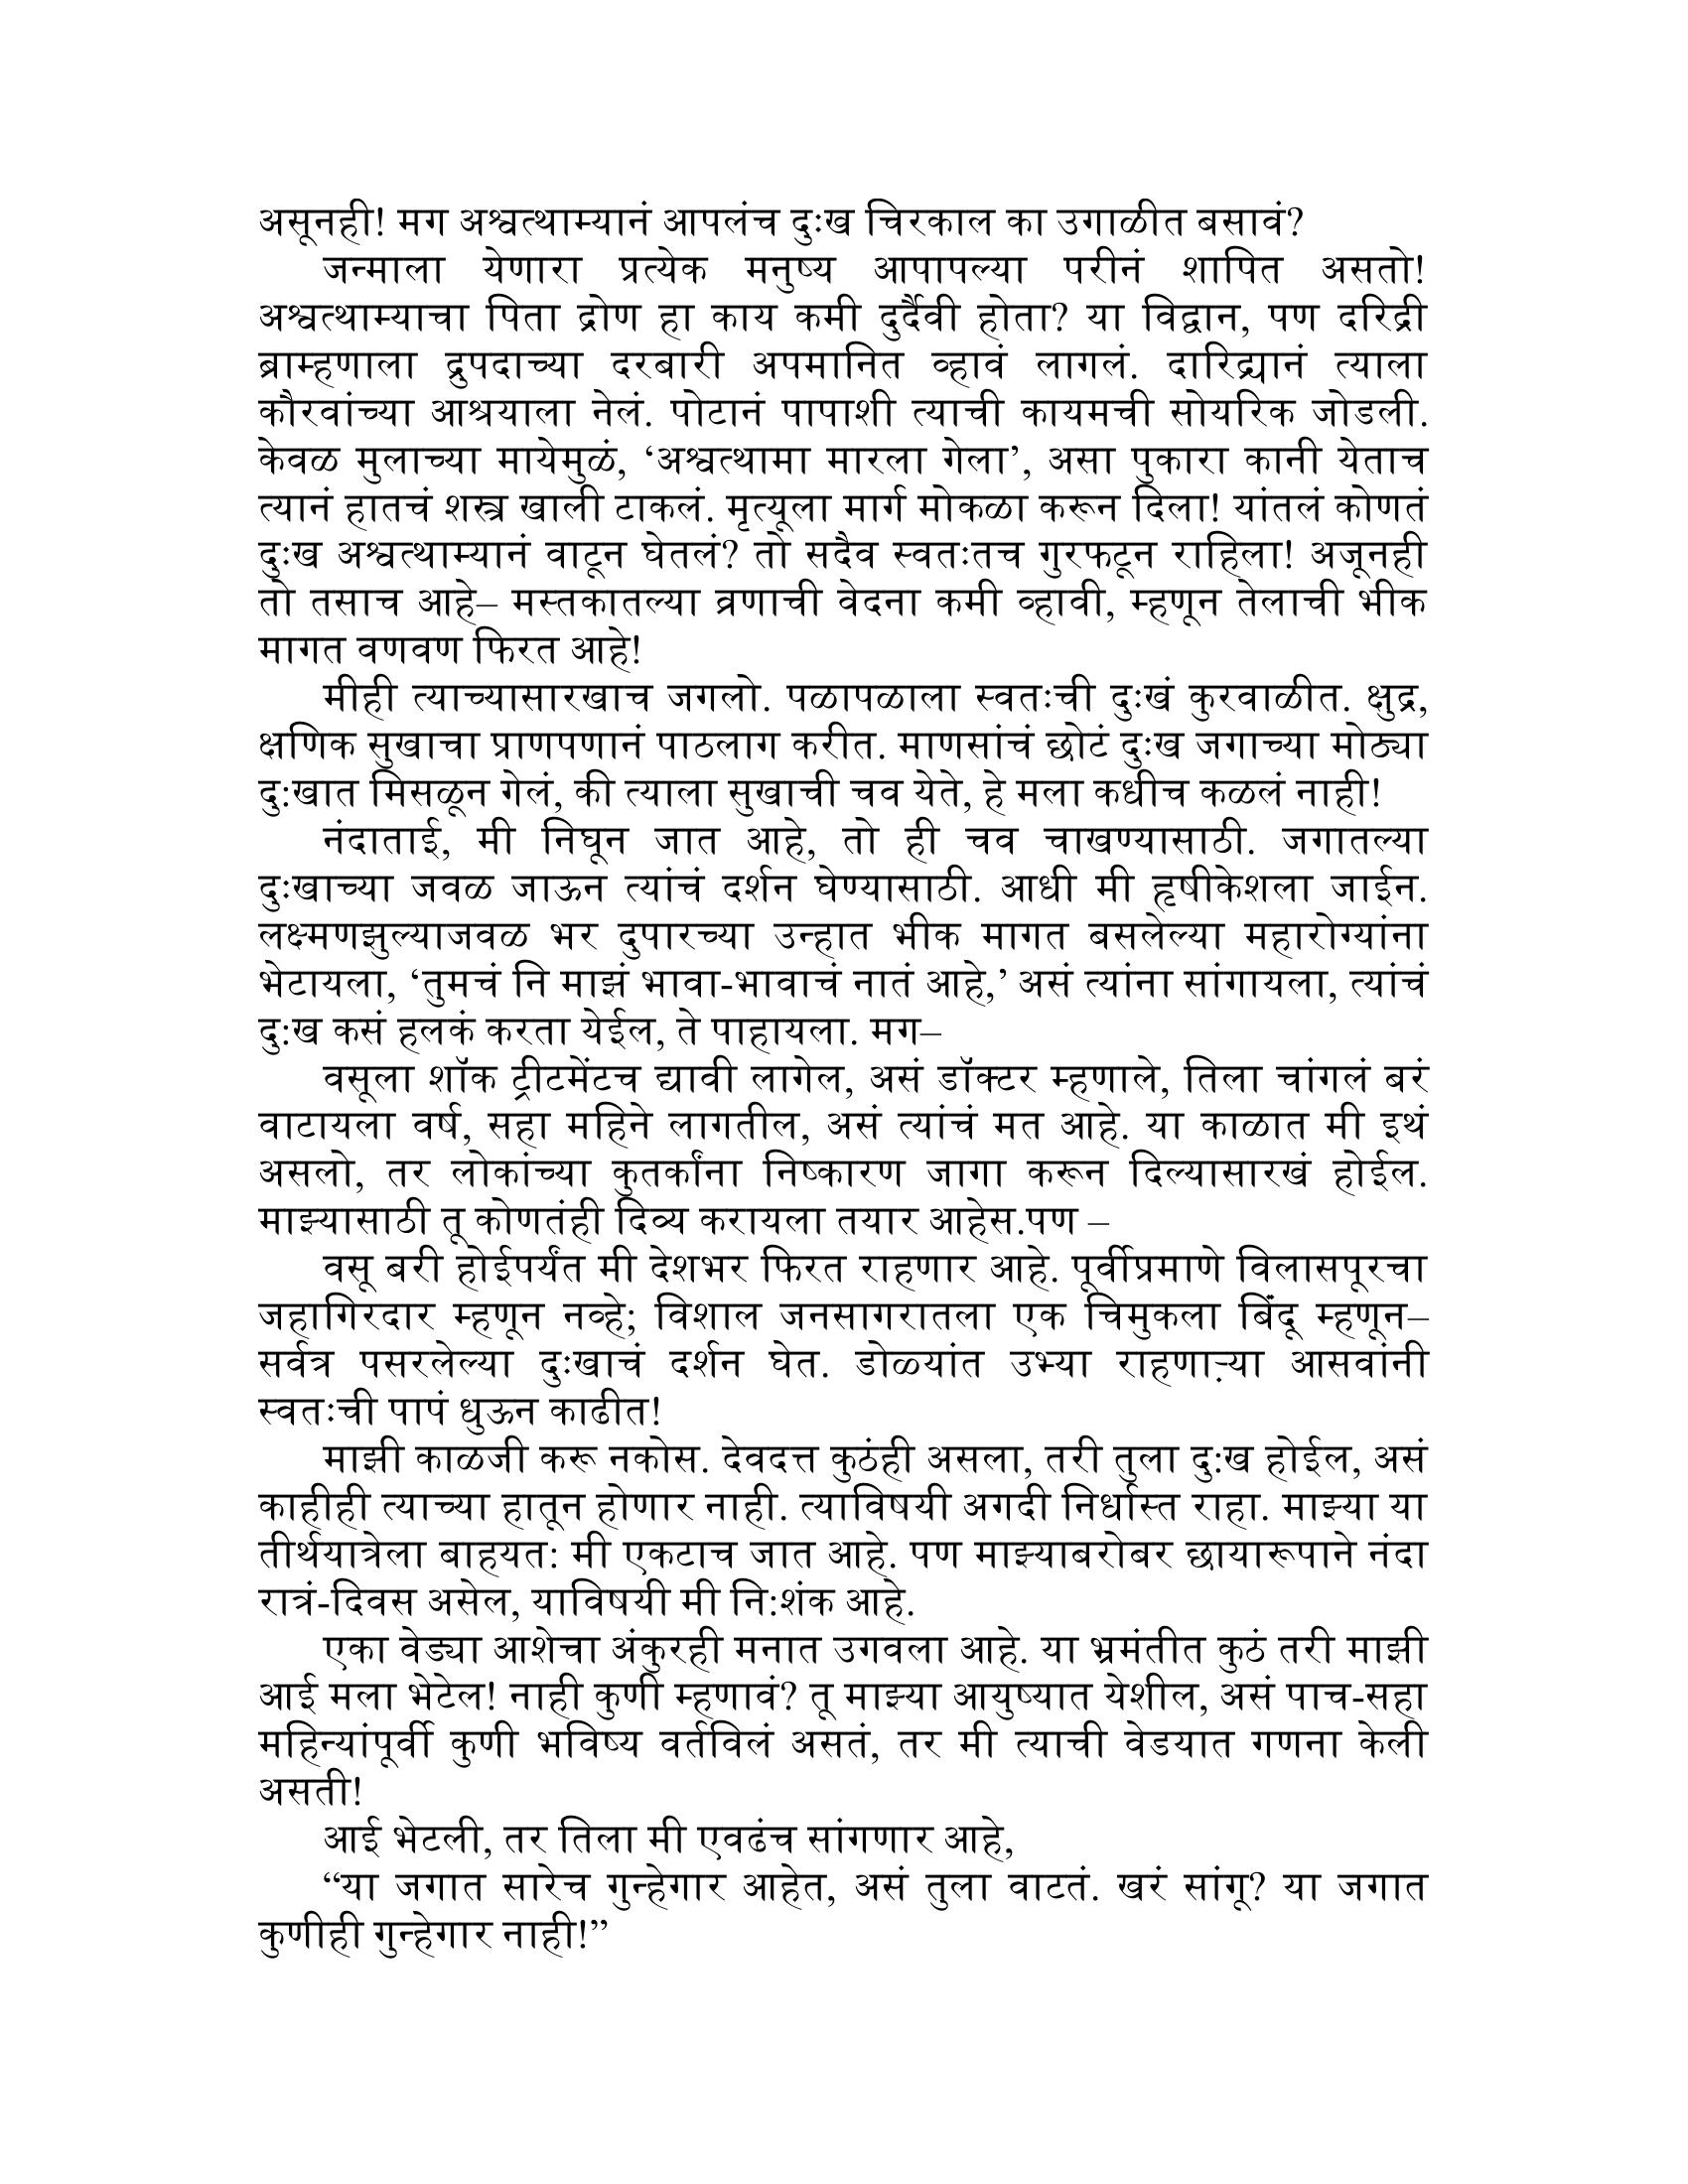 असूनही! मग अश्वत्थाम्यानं आपलंच दुःख चिरकाल का उगाळीत बसावं?
जन्माला येणारा प्रत्येक मनुष्य आपापल्या परीनं शापित असतो!
अश्वत्थाम्याचा पिता द्रोण हा काय कमी दुर्दैवी होता? या विद्वान, पण दरिद्री
ब्राम्हणाला द्रुपदाच्या दरबारी अपमानित व्हावं लागलं. दारिद्र्यानं त्याला
कौरवांच्या आश्रयाला नेलं. पोटानं पापाशी त्याची कायमची सोयरिक जोडली.
केवळ मुलाच्या मायेमुळं, ‘अश्वत्थामा मारला गेला’, असा पुकारा कानी येताच
त्यानं हातचं शस्त्र खाली टाकलं. मृत्यूला मार्ग मोकळा करून दिला! यांतलं कोणतं
दुःख अश्वत्थाम्यानं वाटून घेतलं? तो सदैव स्वतःतच गुरफटून राहिला! अजूनही
तो तसाच आहे– मस्तकातल्या व्रणाची वेदना कमी व्हावी, म्हणून तेलाची भीक
मागत वणवण फिरत आहे!
मीही त्याच्यासारखाच जगलो. पळापळाला स्वतःची दुःखं कुरवाळीत. क्षुद्र,
क्षणिक सुखाचा प्राणपणानं पाठलाग करीत. माणसांचं छोटं दुःख जगाच्या मोठ्या
दु:खात मिसळून गेलं, की त्याला सुखाची चव येते, हे मला कधीच कळलं नाही!
नंदाताई, मी निघून जात आहे, तो ही चव चाखण्यासाठी. जगातल्या
दुःखाच्या जवळ जाऊन त्यांचं दर्शन घेण्यासाठी. आधी मी हृषीकेशला जाईन.
लक्ष्मणझुल्याजवळ भर दुपारच्या उन्हात भीक मागत बसलेल्या महारोग्यांना
भेटायला, ‘तुमचं नि माझं भावा-भावाचं नातं आहे,’ असं त्यांना सांगायला, त्यांचं
दु:ख कसं हलकं करता येईल, ते पाहायला. मग–
वसूला शॉक ट्रीटमेंटच द्यावी लागेल, असं डॉक्टर म्हणाले, तिला चांगलं बरं
वाटायला वर्ष, सहा महिने लागतील, असं त्यांचं मत आहे. या काळात मी इथं
असलो, तर लोकांच्या कुतर्कांना निष्कारण जागा करून दिल्यासारखं होईल.
माझ्यासाठी तू कोणतंही दिव्य करायला तयार आहेस.पण –
वसू बरी होईपर्यंत मी देशभर फिरत राहणार आहे. पूर्वीप्रमाणे विलासपूरचा
जहागिरदार म्हणून नव्हे; विशाल जनसागरातला एक चिमुकला बिंदू म्हणून–
सर्वत्र पसरलेल्या दुःखाचं दर्शन घेत. डोळ्यांत उभ्या राहणाऱ्या आसवांनी
स्वतःची पापं धुऊन काढीत!
माझी काळजी करू नकोस. देवदत्त कुठंही असला, तरी तुला दु:ख होईल, असं
काहीही त्याच्या हातून होणार नाही. त्याविषयी अगदी निर्धास्त राहा. माझ्या या
तीर्थयात्रेला बाहयत: मी एकटाच जात आहे. पण माझ्याबरोबर छायारूपाने नंदा
रात्रं-दिवस असेल, याविषयी मी नि:शंक आहे.
एका वेड्या आशेचा अंकुरही मनात उगवला आहे. या भ्रमंतीत कुठं तरी माझी
आई मला भेटेल! नाही कुणी म्हणावं? तू माझ्या आयुष्यात येशील, असं पाच-सहा
महिन्यांपूर्वी कुणी भविष्य वर्तविलं असतं, तर मी त्याची वेडयात गणना केली
असती!
आई भेटली, तर तिला मी एवढंच सांगणार आहे,
“या जगात सारेच गुन्हेगार आहेत, असं तुला वाटतं. खरं सांगू? या जगात
कुणीही गुन्हेगार नाही!”